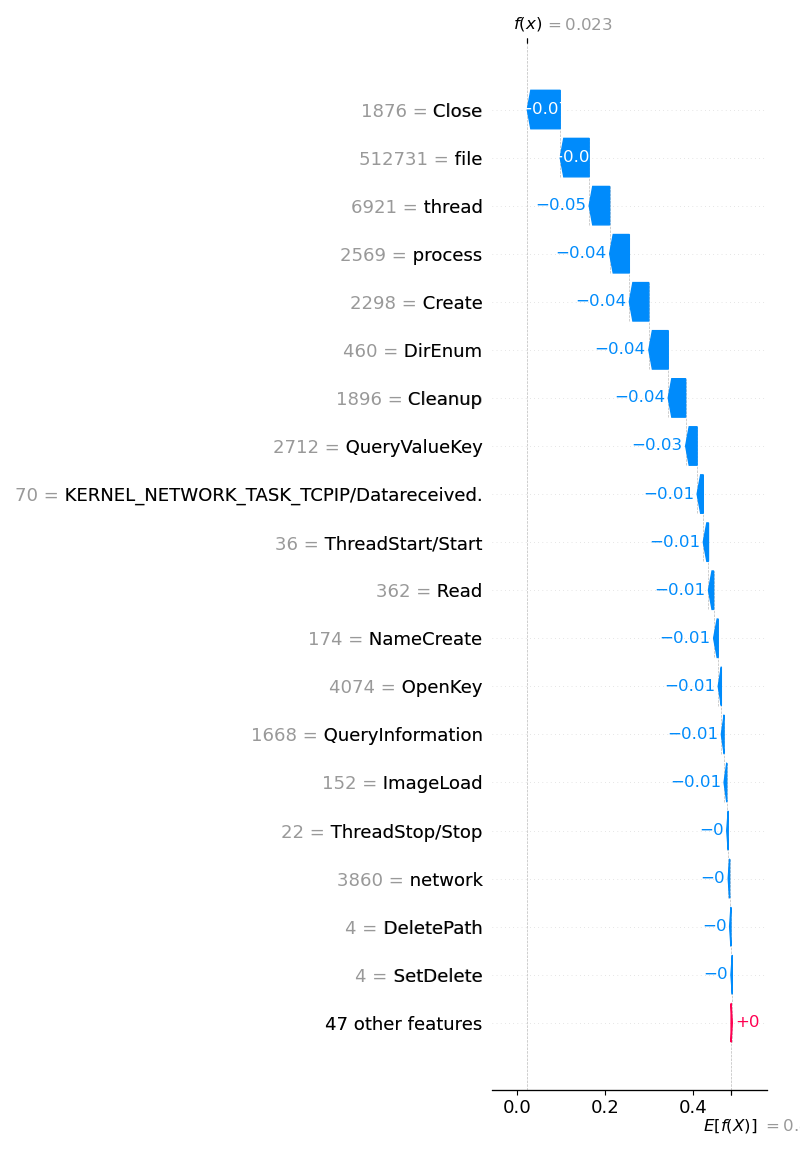 f(x) = 0.023
1876 = Close −0.0
512731 = file −0.0
6921 = thread −0.05
2569 = process −0.04
2298 = Create −0.04
460 = DirEnum −0.04
1896 = Cleanup −0.04
2712 = QueryValueKey −0.03
70 = KERNEL_NETWORK_TASK_TCPIP/Datareceived. −0.01
36 = ThreadStart/Start −0.01
362 = Read −0.01
174 = NameCreate −0.01
4074 = OpenKey −0.01
1668 = QueryInformation −0.01
152 = ImageLoad −0.01
22 = ThreadStop/Stop −0
3860 = network −0
4 = DeletePath −0
4 = SetDelete −0
47 other features +0
0.0 0.2 0.4
E[f(X)] = 0.